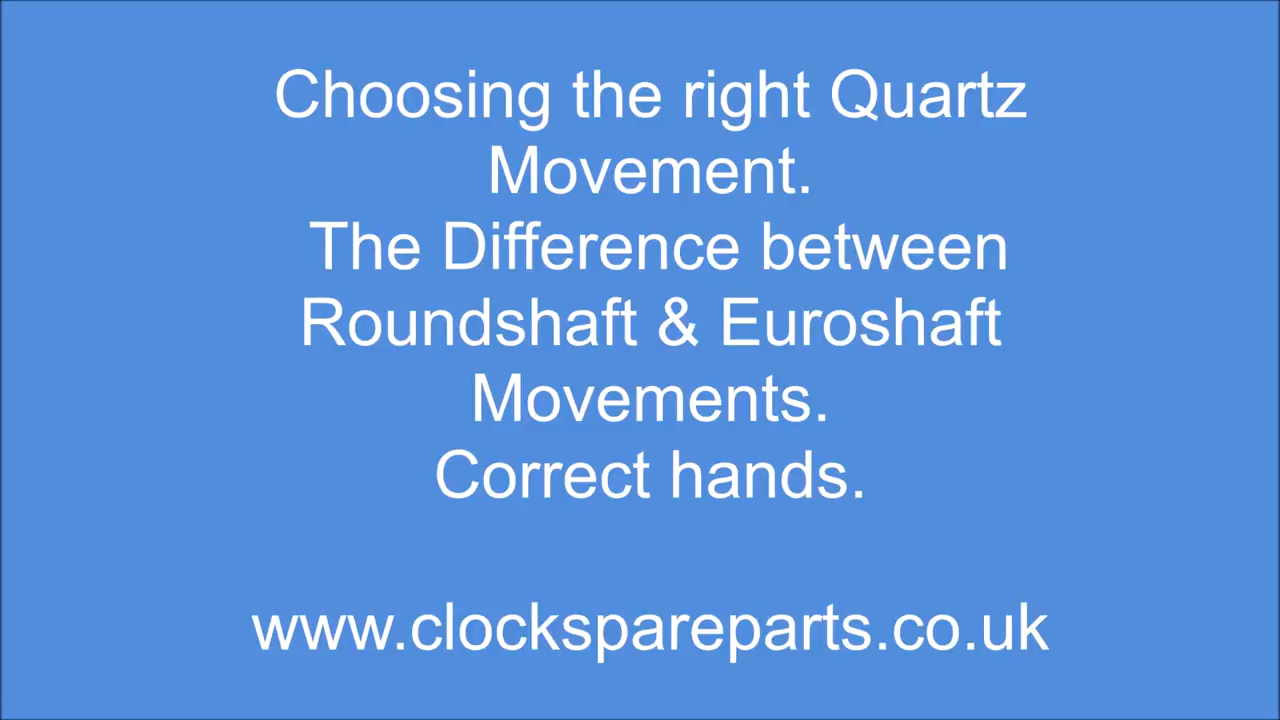 Choosing the right Quartz
Movement.
The Difference between
Roundshaft & Euroshaft
Movements.
Correct hands.
www.clockspareparts.co.uk